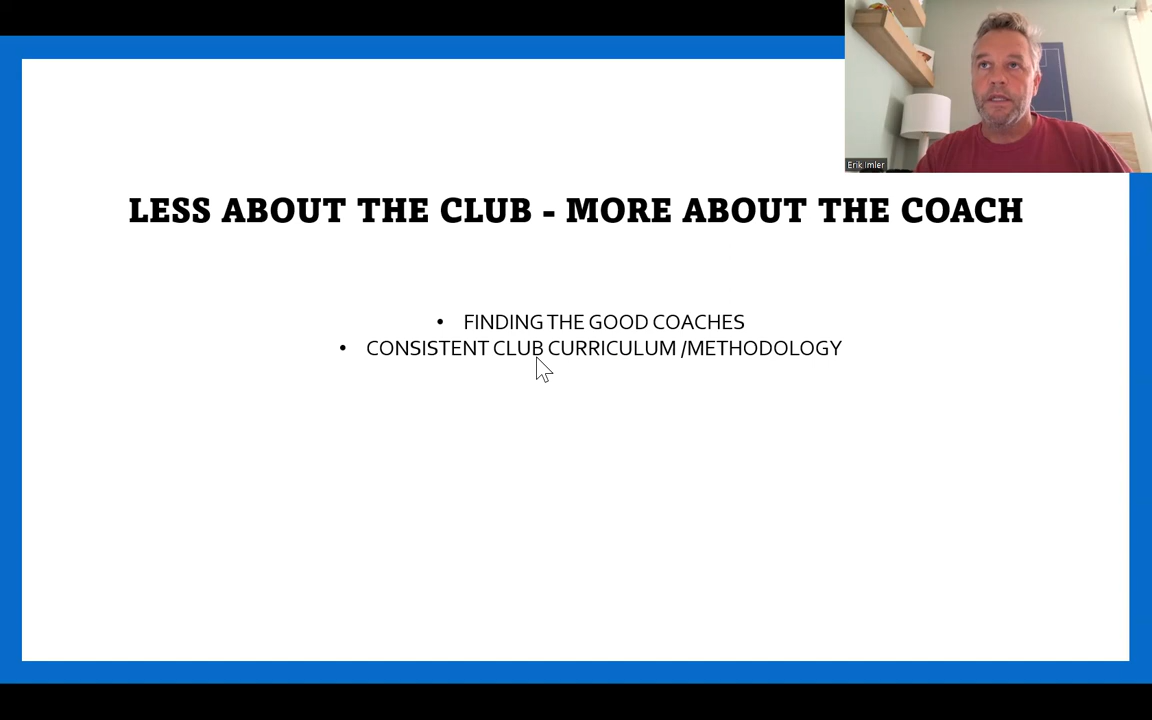 Erik Imler
LESS ABOUT THE CLUB - MORE ABOUT THE COACH
• FINDING THE GOOD COACHES
• CONSISTENT CLUB CURRICULUM /METHODOLOGY